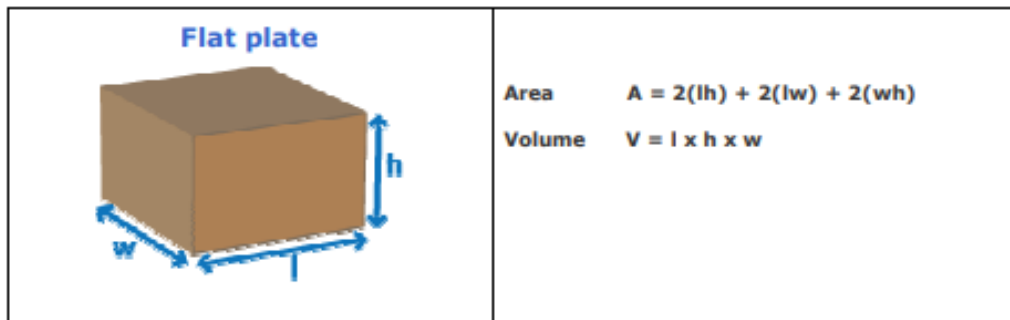 Flat plate
h
w
l
Area A = 2(lh) + 2(lw) + 2(wh)
Volume V = l x h x w